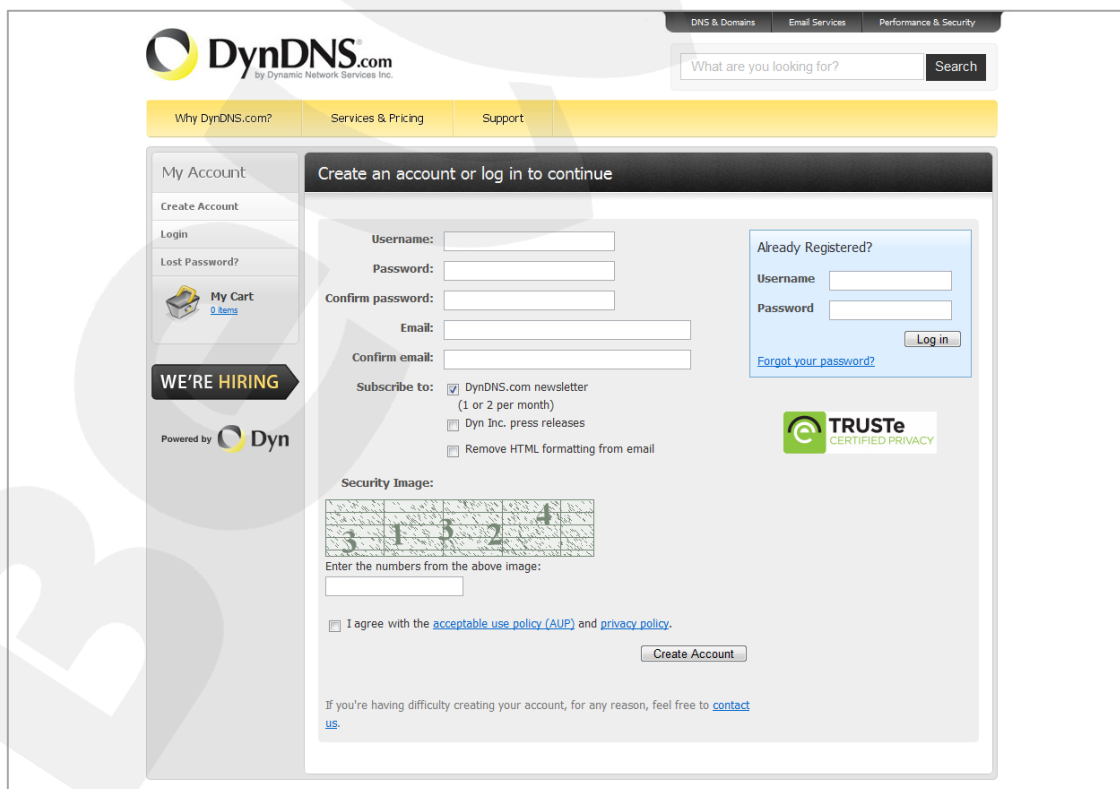 DNS & Domains Email Services Performance & Security
DynDNS.com
by Dynamic Network Services Inc.
What are you looking for? Search
Why DynDNS.com? Services & Pricing Support
My Account
Create Account
Login
Lost Password?
My Cart
0 items
WE'RE HIRING
Powered by Dyn
Create an account or log in to continue
Username:
Password:
Confirm password:
Email:
Confirm email:
Subscribe to: DynDNS.com newsletter
(1 or 2 per month)
Dyn Inc. press releases
Remove HTML formatting from email
Security Image:
3 1 3 2 4
Enter the numbers from the above image:
I agree with the acceptable use policy (AUP) and privacy policy.
Create Account
If you're having difficulty creating your account, for any reason, feel free to contact
us.
Already Registered?
Username
Password
Log in
Forgot your password?
TRUSTe
CERTIFIED PRIVACY